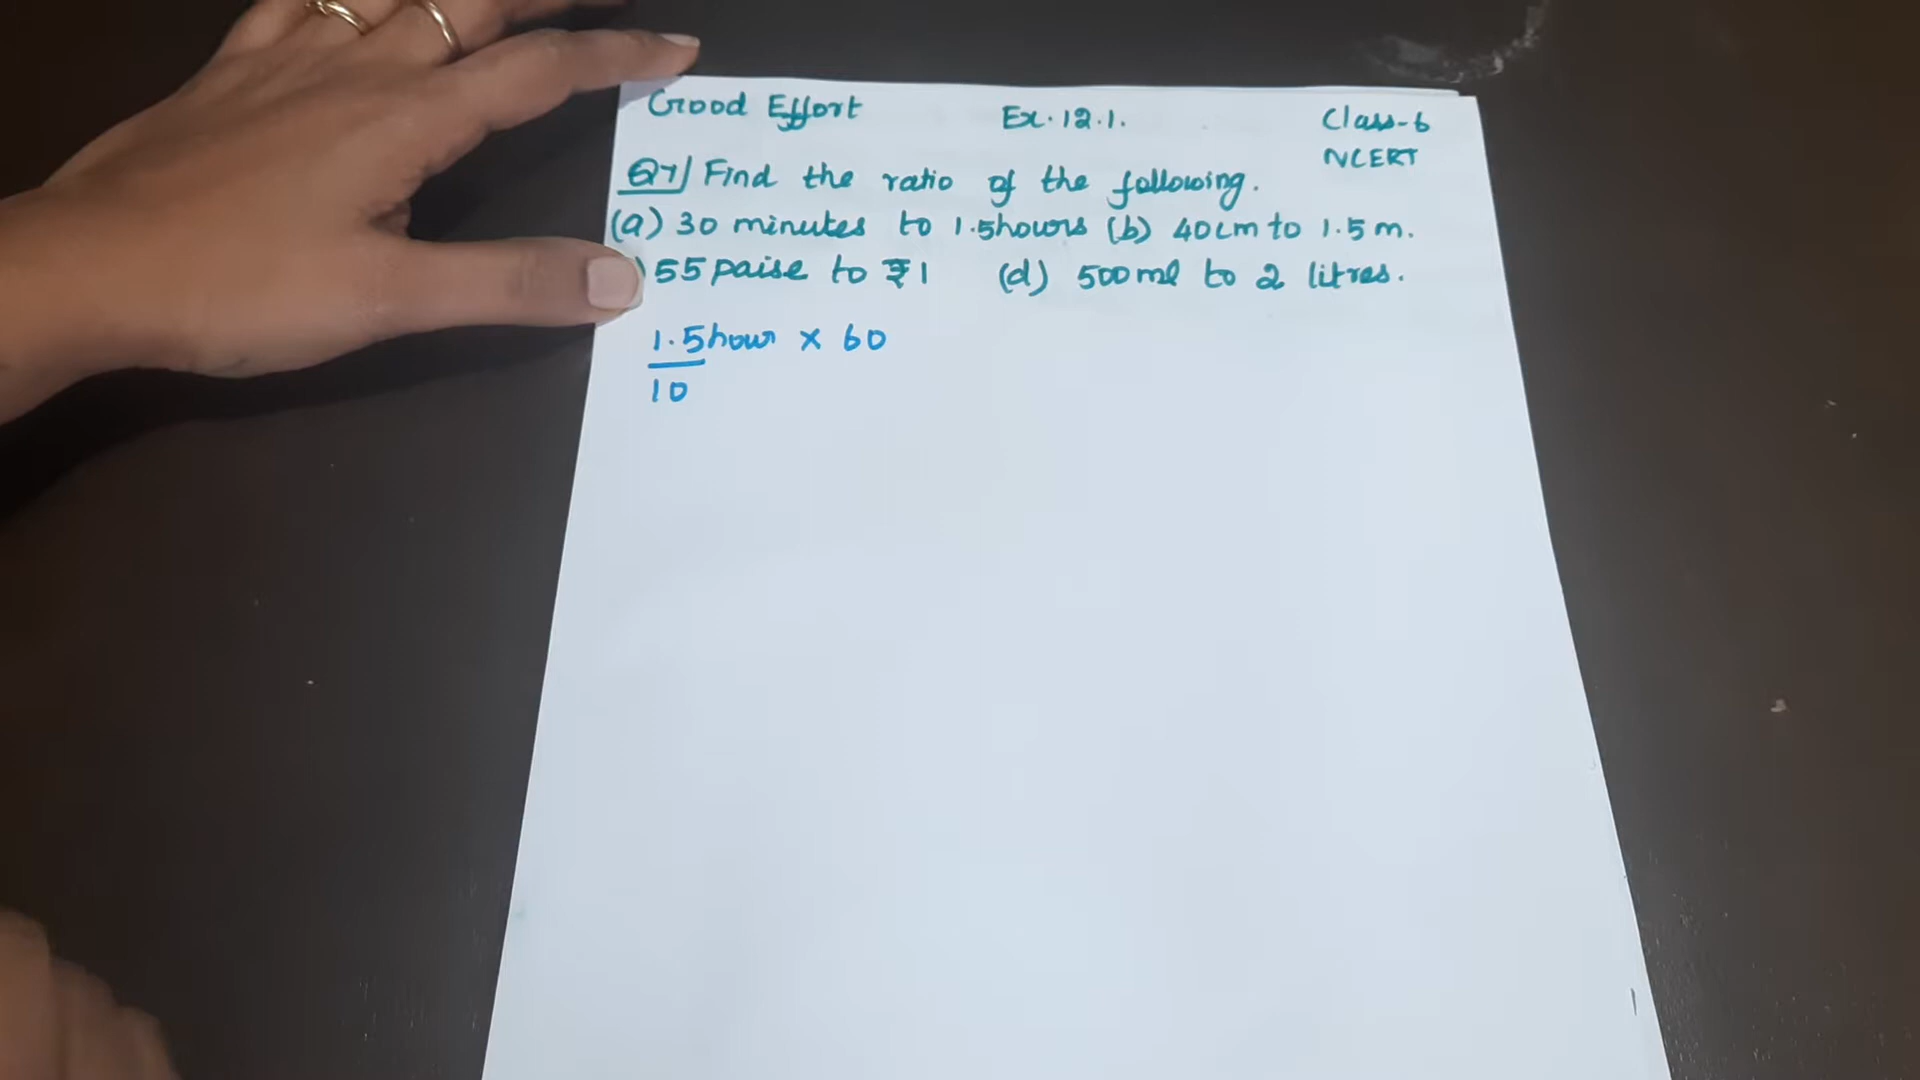 Good Effort Ex. 12.1. Class-6
NCERT
Q7/ Find the ratio of the following.
(a) 30 minutes to 1.5hours (b) 40cm to 1.5 m.
) 55 paise to ₹1 (d) 500ml to 2 litres.
1.5hour × 60
10